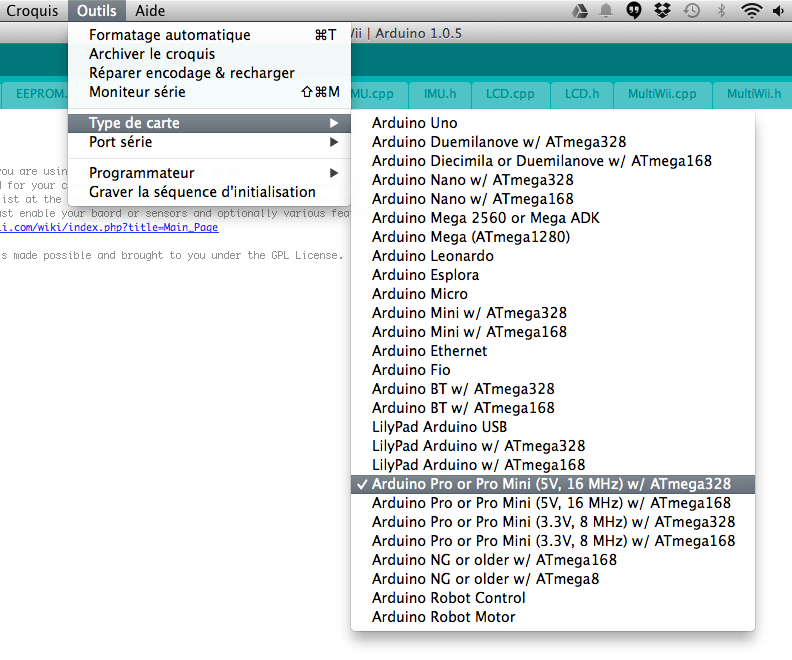 Croquis Outils Aide
Vii | Arduino 1.0.5
EEPROM. MU.cpp IMU.h LCD.cpp LCD.h MultiWii.cpp MultiWii.h
Formatage automatique ⌘T
Archiver le croquis
Réparer encodage & recharger
Moniteur série ⇧⌘M
Type de carte ▶
Port série ▶
Programmateur ▶
Graver la séquence d'initialisation
Arduino Uno
Arduino Duemilanove w/ ATmega328
Arduino Diecimila or Duemilanove w/ ATmega168
Arduino Nano w/ ATmega328
Arduino Nano w/ ATmega168
Arduino Mega 2560 or Mega ADK
Arduino Mega (ATmega1280)
Arduino Leonardo
Arduino Esplora
Arduino Micro
Arduino Mini w/ ATmega328
Arduino Mini w/ ATmega168
Arduino Ethernet
Arduino Fio
Arduino BT w/ ATmega328
Arduino BT w/ ATmega168
LilyPad Arduino USB
LilyPad Arduino w/ ATmega328
LilyPad Arduino w/ ATmega168
✓ Arduino Pro or Pro Mini (5V, 16 MHz) w/ ATmega328
Arduino Pro or Pro Mini (5V, 16 MHz) w/ ATmega168
Arduino Pro or Pro Mini (3.3V, 8 MHz) w/ ATmega328
Arduino Pro or Pro Mini (3.3V, 8 MHz) w/ ATmega168
Arduino NG or older w/ ATmega168
Arduino NG or older w/ ATmega8
Arduino Robot Control
Arduino Robot Motor
you are usin
d for your c
ist at the
ust enable your baord or sensors and optionally various fea
i.com/wiki/index.php?title=Main_Page
s made possible and brought to you under the GPL License.